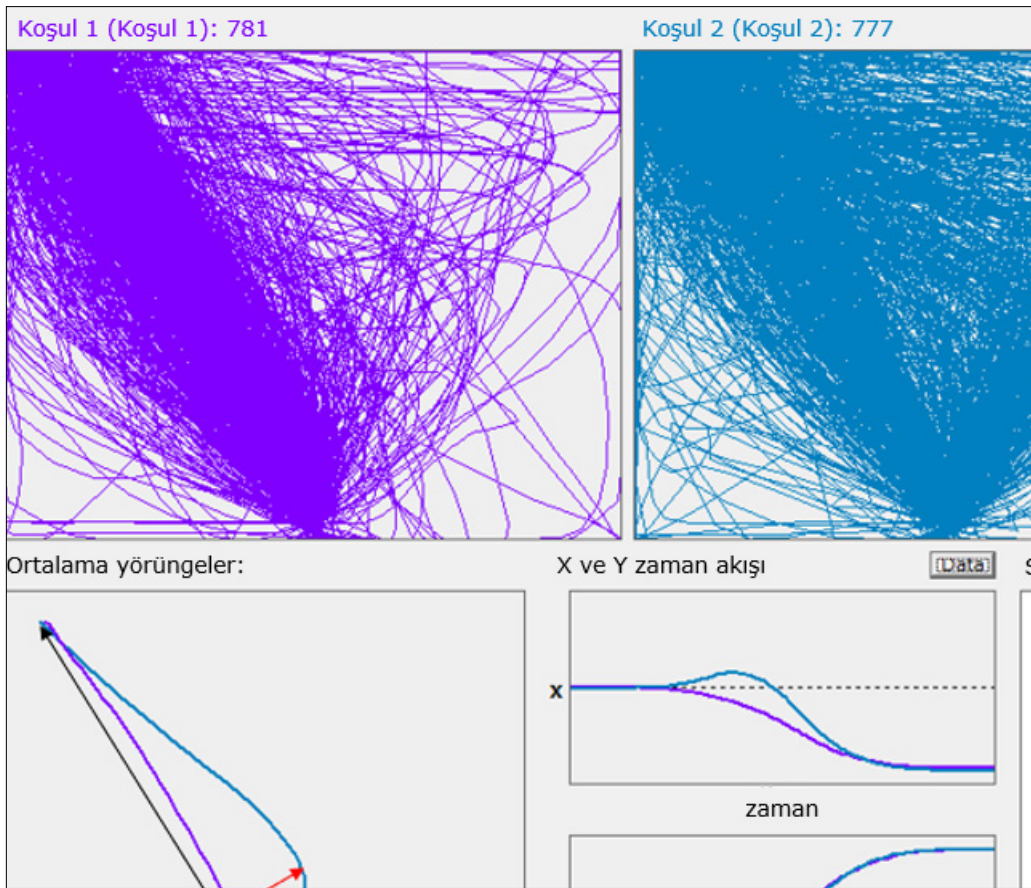 Koşul 1 (Koşul 1): 781
Koşul 2 (Koşul 2): 777
Ortalama yörüngeler:
X ve Y zaman akışı
Data
S
x
zaman